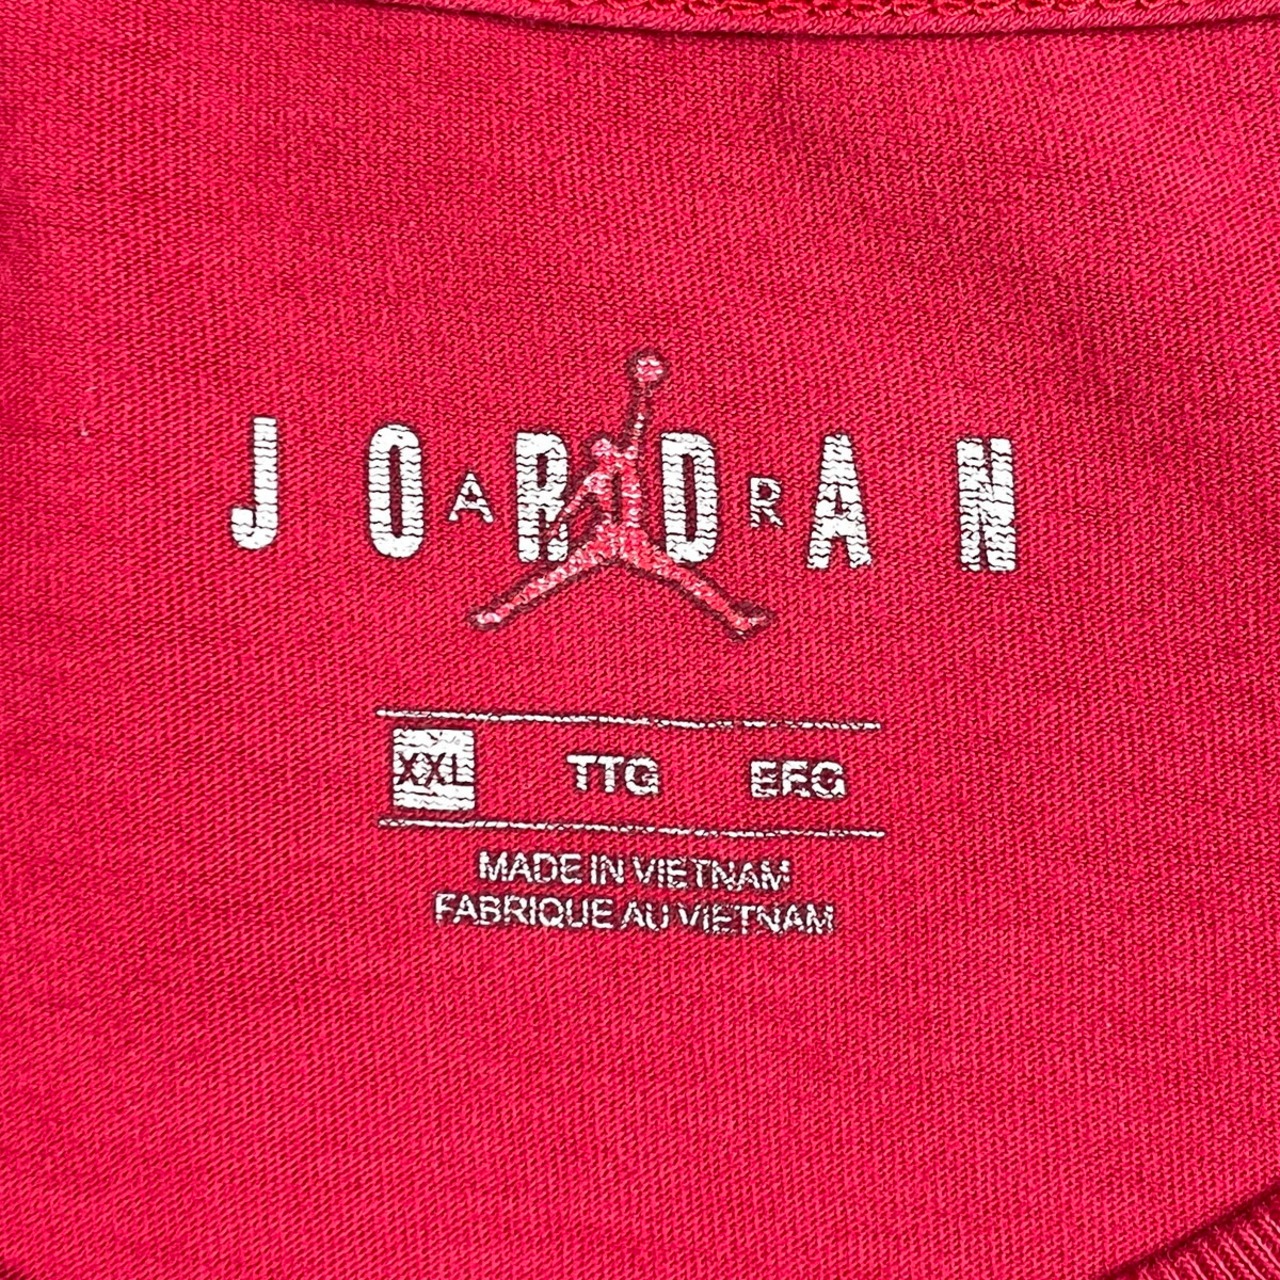 JORDAN
AIR
XXL TTG EEG
MADE IN VIETNAM
FABRIQUE AU VIETNAM